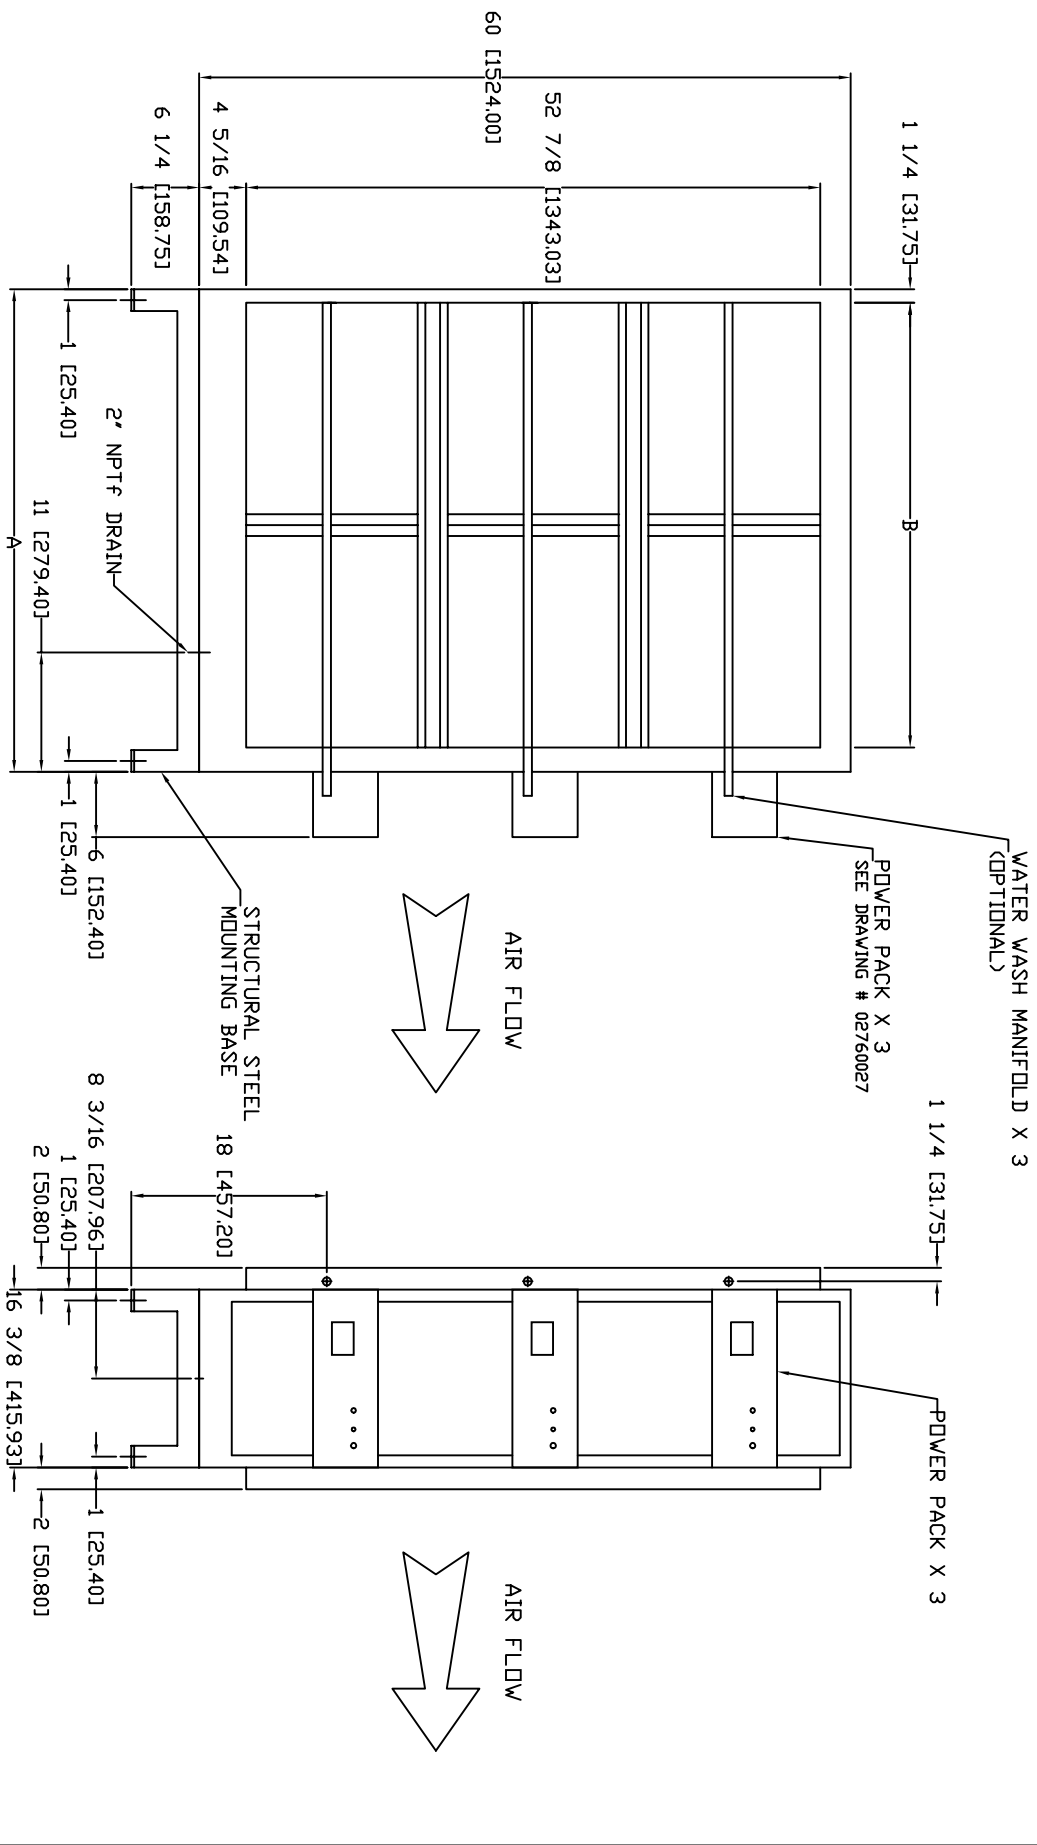 1 1/4 [31.75]
B
60 [1524.00]
52 7/8 [1343.03]
4 5/16 [109.54]
6 1/4 [158.75]
1 [25.40]
2" NPTf DRAIN
11 [279.40]
A
1 [25.40]
6 [152.40]
WATER WASH MANIFOLD X 3
(OPTIONAL)
POWER PACK X 3
SEE DRAWING # 02760027
AIR FLOW
STRUCTURAL STEEL
MOUNTING BASE
1 1/4 [31.75]
POWER PACK X 3
18 [457.20]
8 3/16 [207.96]
1 [25.40]
2 [50.80]
16 3/8 [415.93]
1 [25.40]
2 [50.80]
AIR FLOW